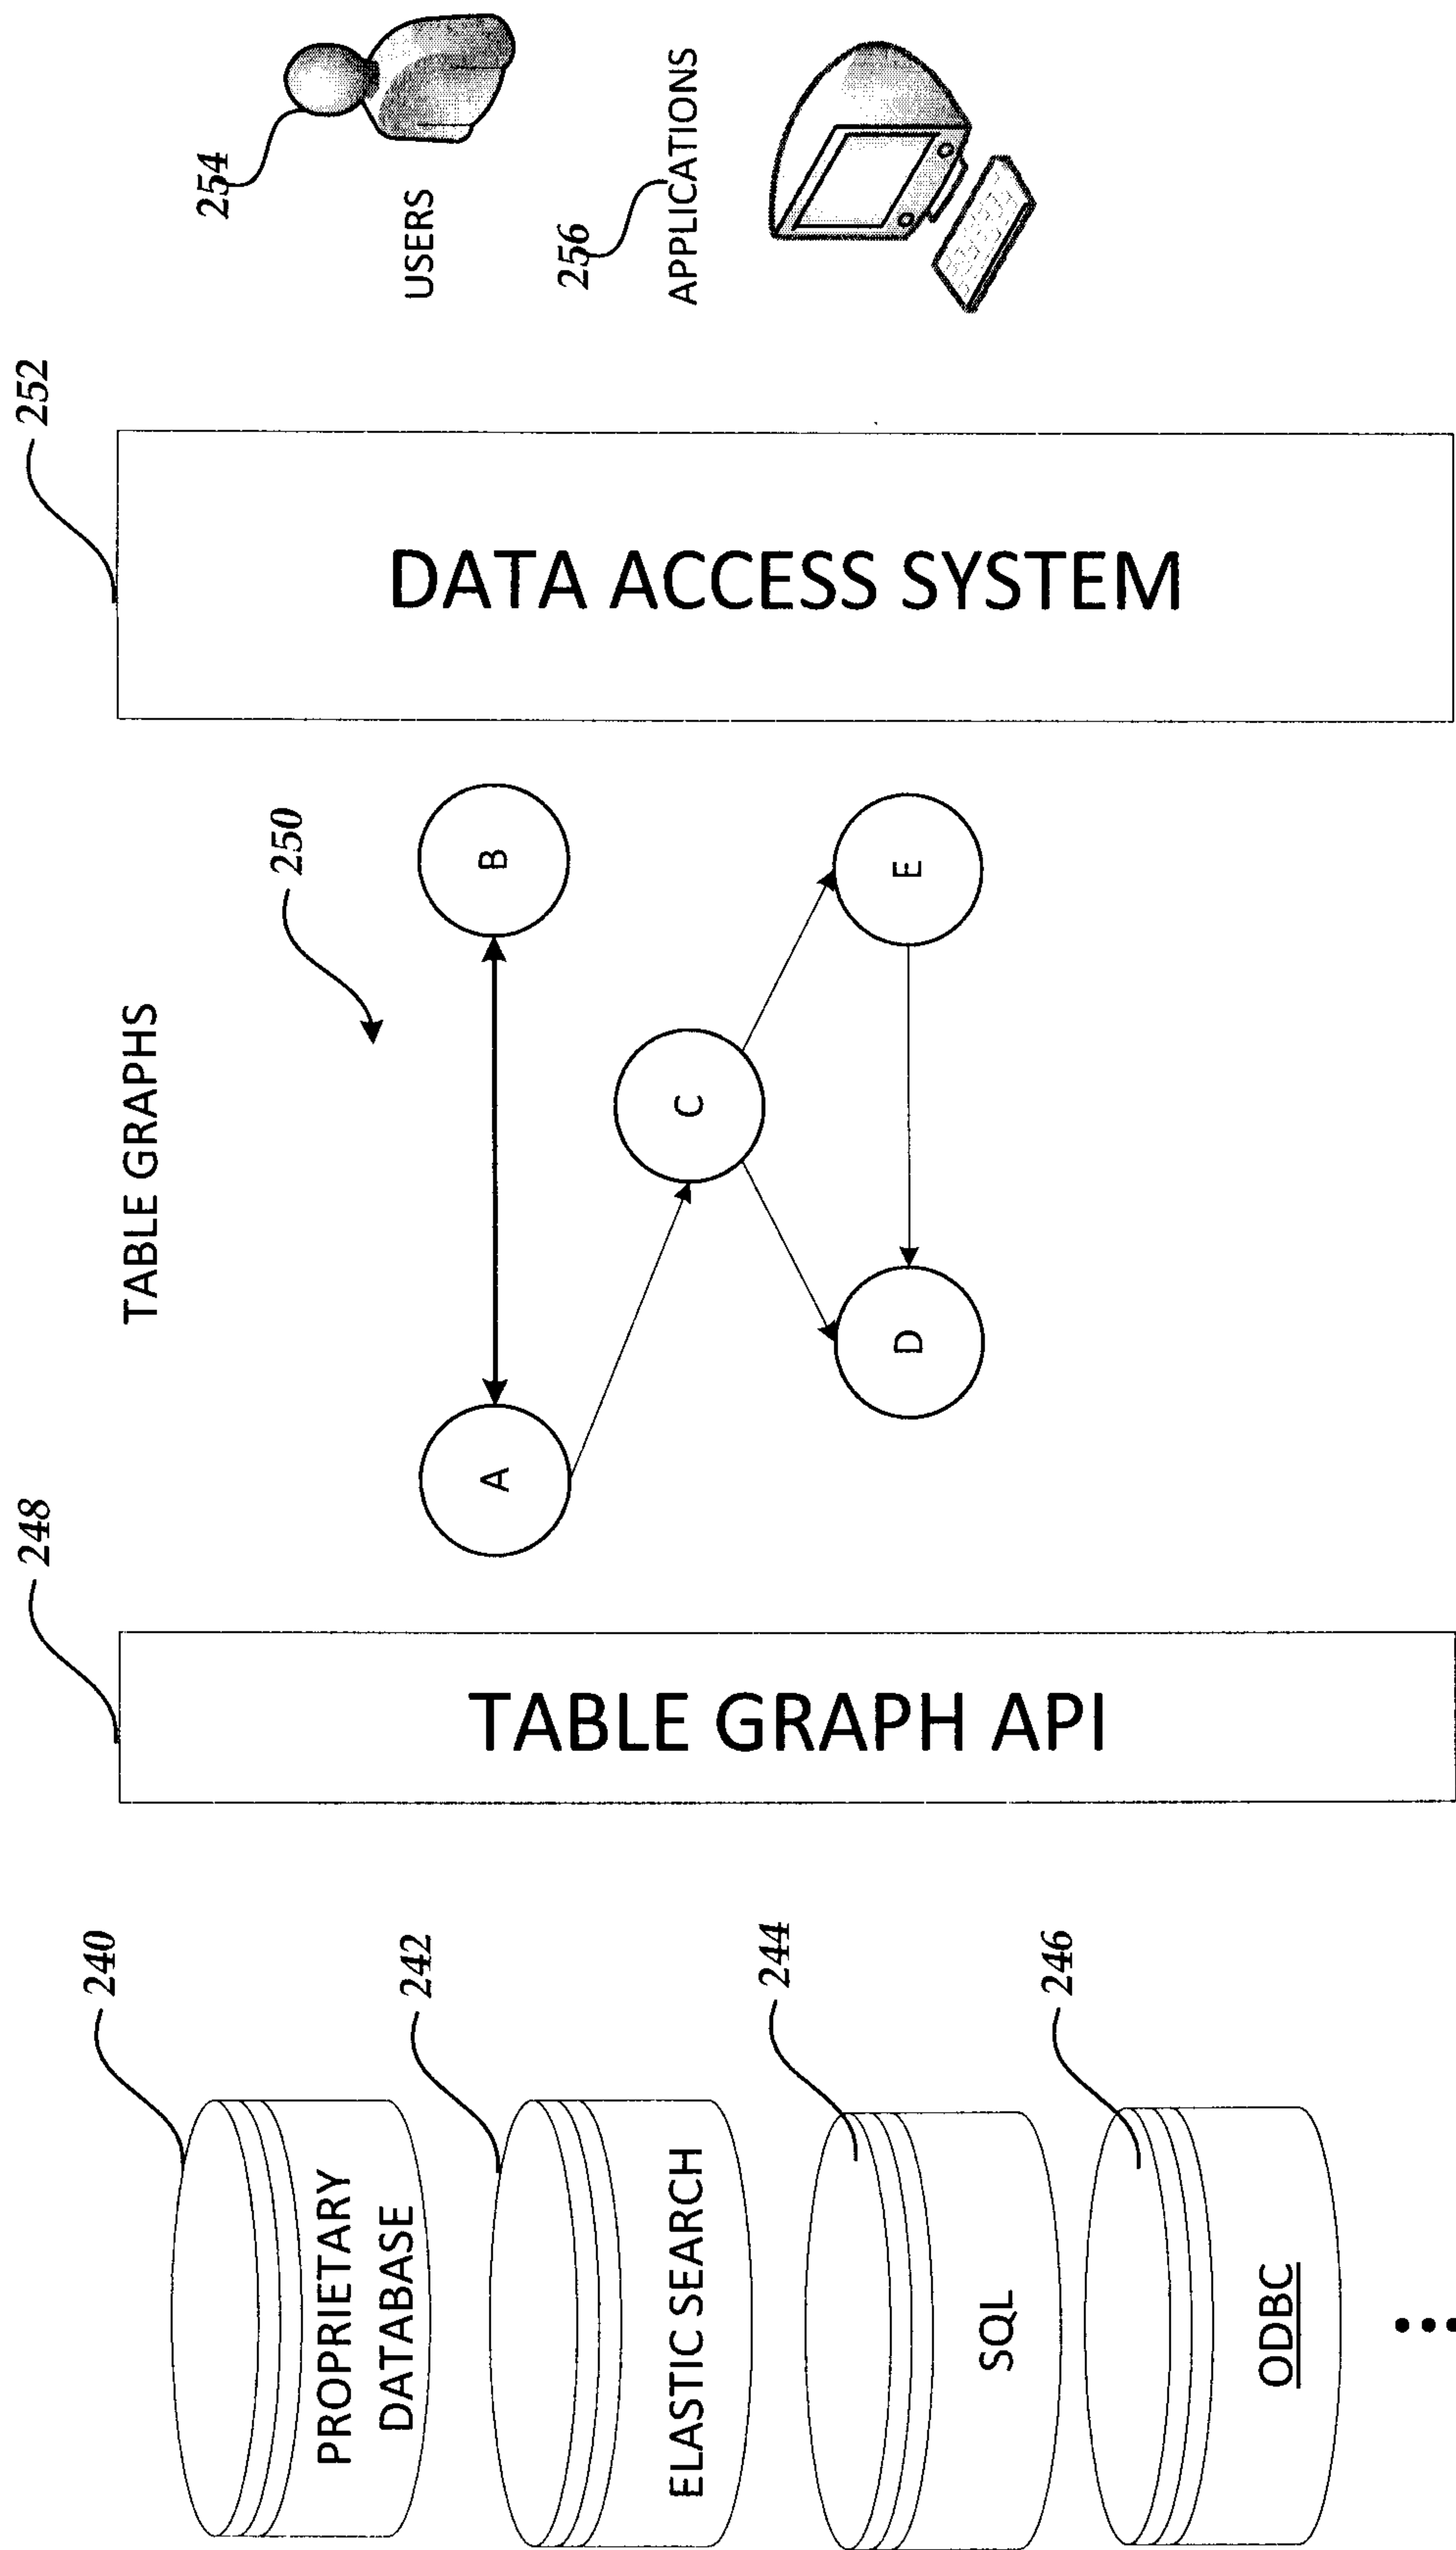 240
PROPRIETARY
DATABASE
242
ELASTIC SEARCH
244
SQL
246
ODBC
248
TABLE GRAPH API
TABLE GRAPHS
250
A
B
C
D
E
252
DATA ACCESS SYSTEM
254
USERS
256
APPLICATIONS